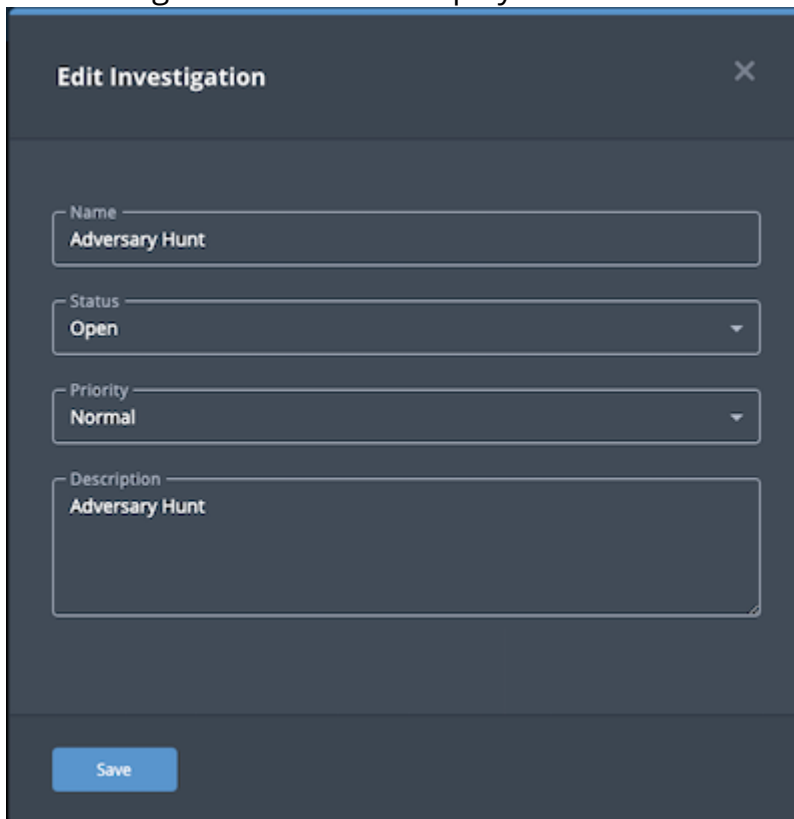 Edit Investigation
Name
Adversary Hunt
Status
Open
Priority
Normal
Description
Adversary Hunt
Save